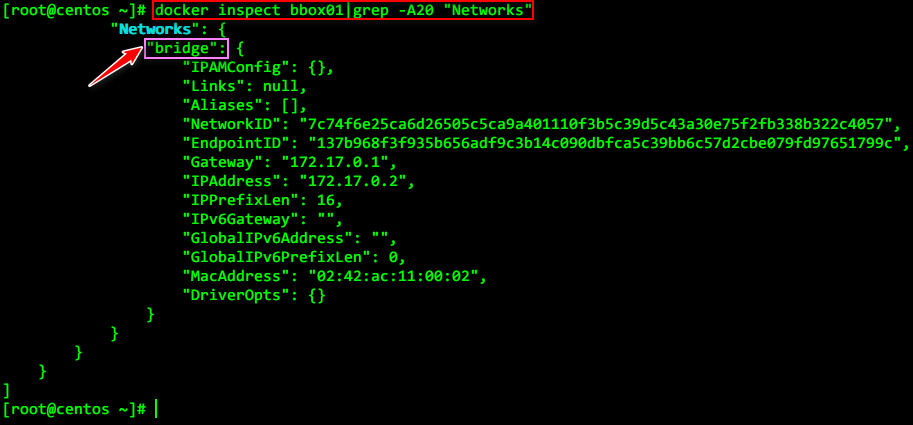 [root@centos ~]# docker inspect bbox01|grep -A20 "Networks"
"Networks": {
"bridge": {
"IPAMConfig": {},
"Links": null,
"Aliases": [],
"NetworkID": "7c74f6e25ca6d26505c5ca9a401110f3b5c39d5c43a30e75f2fb338b322c4057",
"EndpointID": "137b968f3f935b656adf9c3b14c090dbfca5c39bb6c57d2cbe079fd97651799c",
"Gateway": "172.17.0.1",
"IPAddress": "172.17.0.2",
"IPPrefixLen": 16,
"IPv6Gateway": "",
"GlobalIPv6Address": "",
"GlobalIPv6PrefixLen": 0,
"MacAddress": "02:42:ac:11:00:02",
"DriverOpts": {}
}
}
}
}
]
[root@centos ~]#